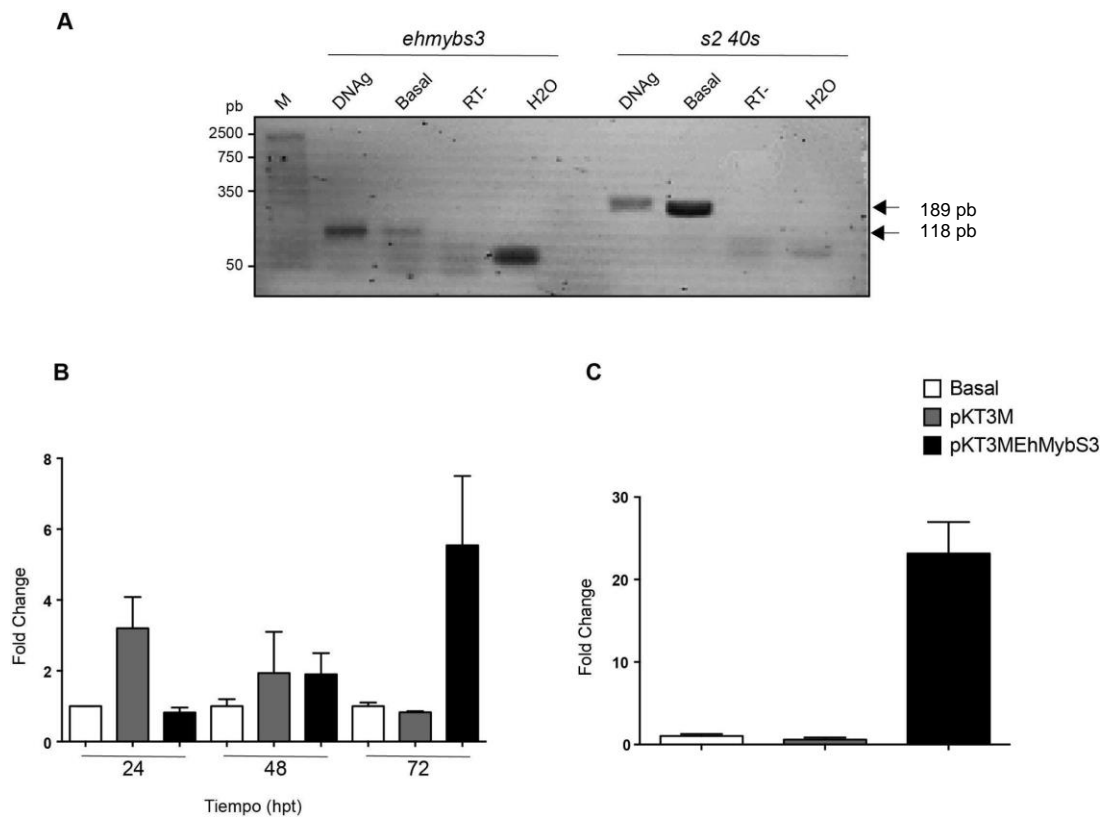 A
ehmybs3
s2 40s
pb M DNAg Basal RT- H2O DNAg Basal RT- H2O
2500
750
350
189 pb
118 pb
50
B
C
Basal
pKT3M
pKT3MEhMybS3
Fold Change
8
6
4
2
0
24 48 72
Tiempo (hpt)
Fold Change
30
20
10
0